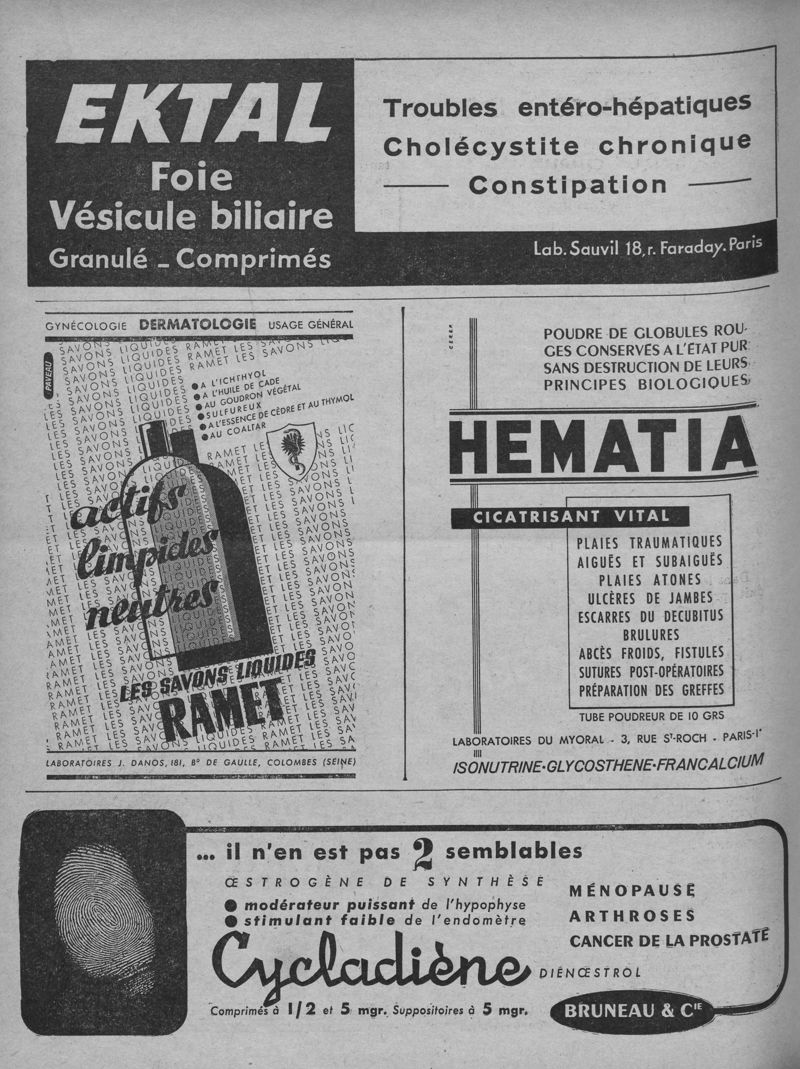 EKTAL
Foie
Vésicule biliaire
Granulé _ Comprimés
Troubles entéro-hépatiques
Cholécystite chronique
Constipation
Lab. Sauvil 18, r. Faraday. Paris
GYNÉCOLOGIE DERMATOLOGIE USAGE GÉNÉRAL
PAVEAU
● A L'ICHTHYOL
● A L'HUILE DE CADE
● AU GOUDRON VÉGÉTAL
● SULFUREUX
● A L'ESSENCE DE CÈDRE ET AU THYMOL
● AU COALTAR
actifs
limpides
neutres
LES SAVONS LIQUIDES
RAMET
LABORATOIRES J. DANOS, 181, Bᴅ DE GAULLE, COLOMBES (SEINE)
POUDRE DE GLOBULES ROU-
GES CONSERVÉS A L'ÉTAT PUR
SANS DESTRUCTION DE LEURS
PRINCIPES BIOLOGIQUES
HEMATIA
CICATRISANT VITAL
PLAIES TRAUMATIQUES
AIGUËS ET SUBAIGUËS
PLAIES ATONES
ULCÈRES DE JAMBES
ESCARRES DU DECUBITUS
BRULURES
ABCÈS FROIDS, FISTULES
SUTURES POST-OPÉRATOIRES
PRÉPARATION DES GREFFES
TUBE POUDREUR DE 10 GRS
LABORATOIRES DU MYORAL - 3, RUE Sᵗ-ROCH - PARIS-1ᵉʳ
ISONUTRINE-GLYCOSTHENE-FRANCALCIUM
... il n'en est pas 2 semblables
ŒSTROGÈNE DE SYNTHÈSE
● modérateur puissant de l'hypophyse
● stimulant faible de l'endomètre
Cycladiène DIÉNŒSTROL
Comprimés à 1/2 et 5 mgr. Suppositoires à 5 mgr.
MÉNOPAUSE
ARTHROSES
CANCER DE LA PROSTATE
BRUNEAU & Cᴵᴱ